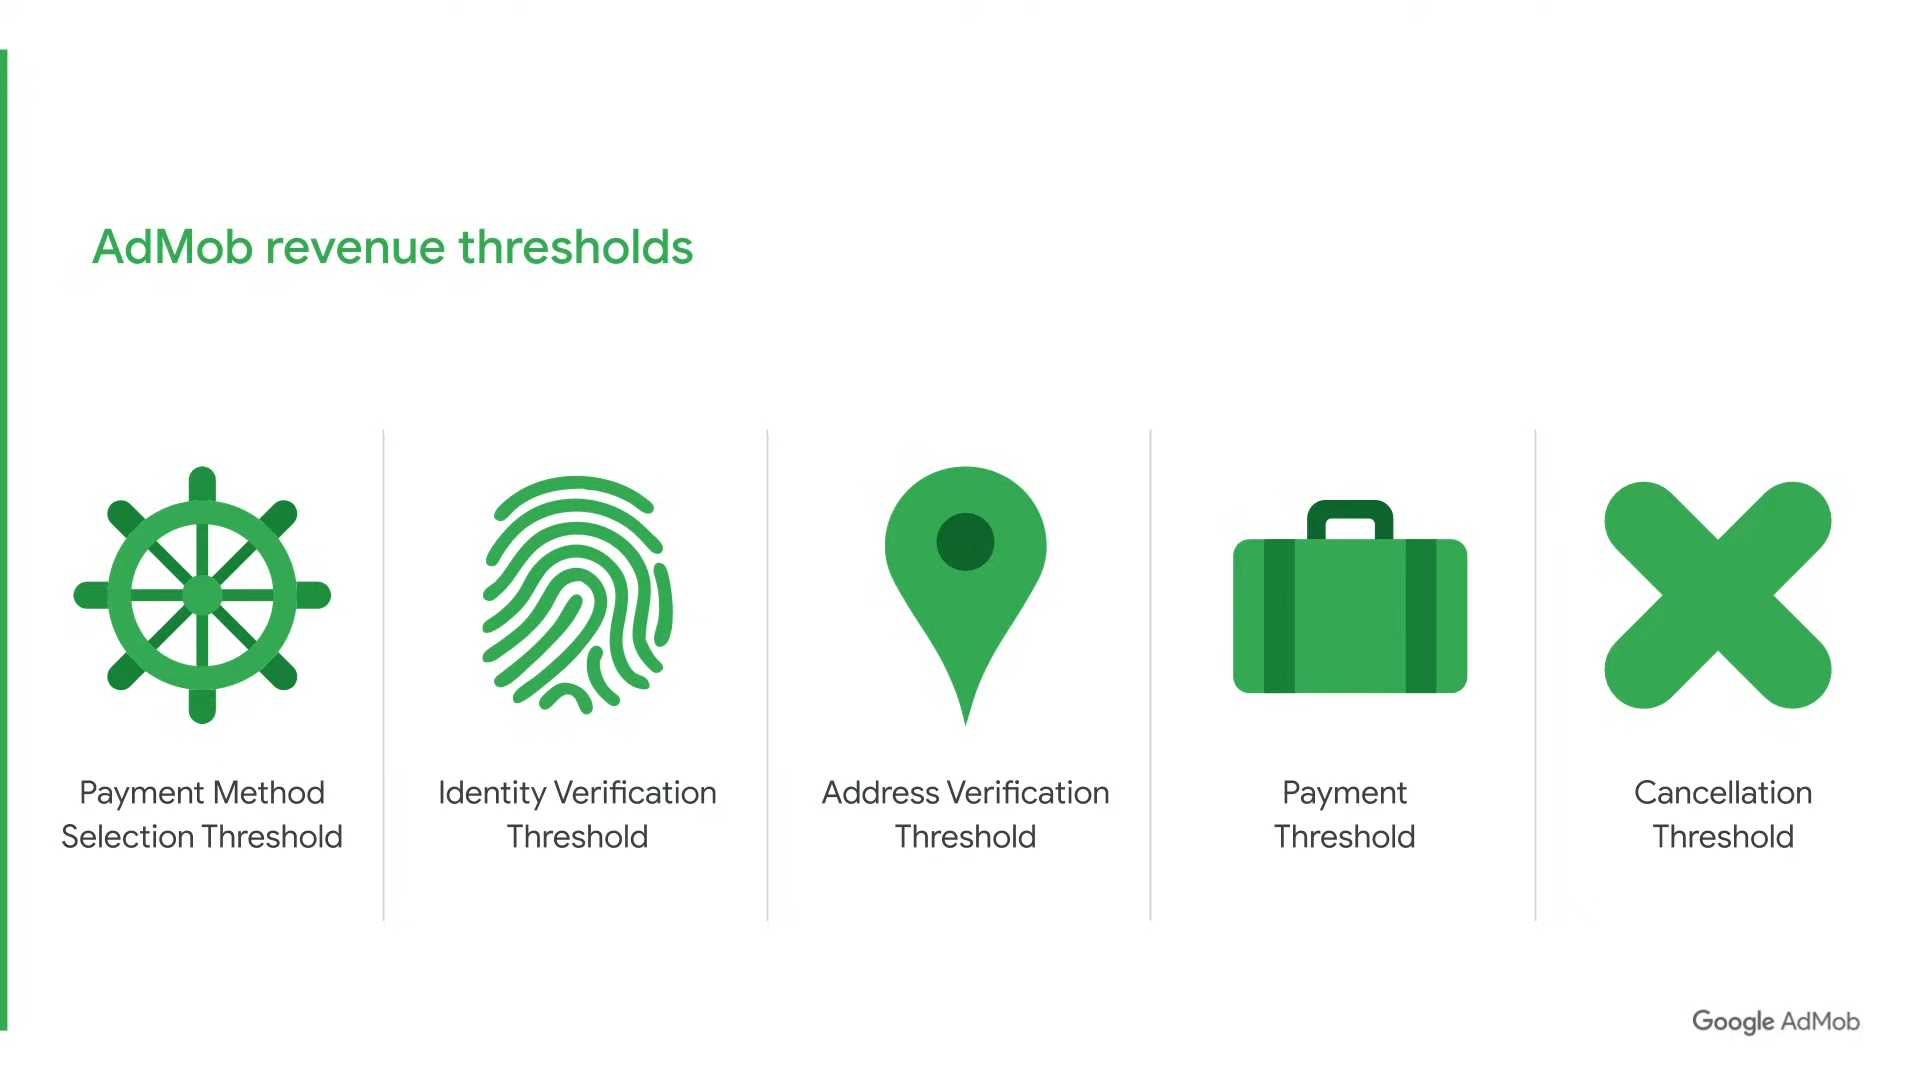 AdMob revenue thresholds
Payment Method
Selection Threshold
Identity Verification
Threshold
Address Verification
Threshold
Payment
Threshold
Cancellation
Threshold
Google AdMob